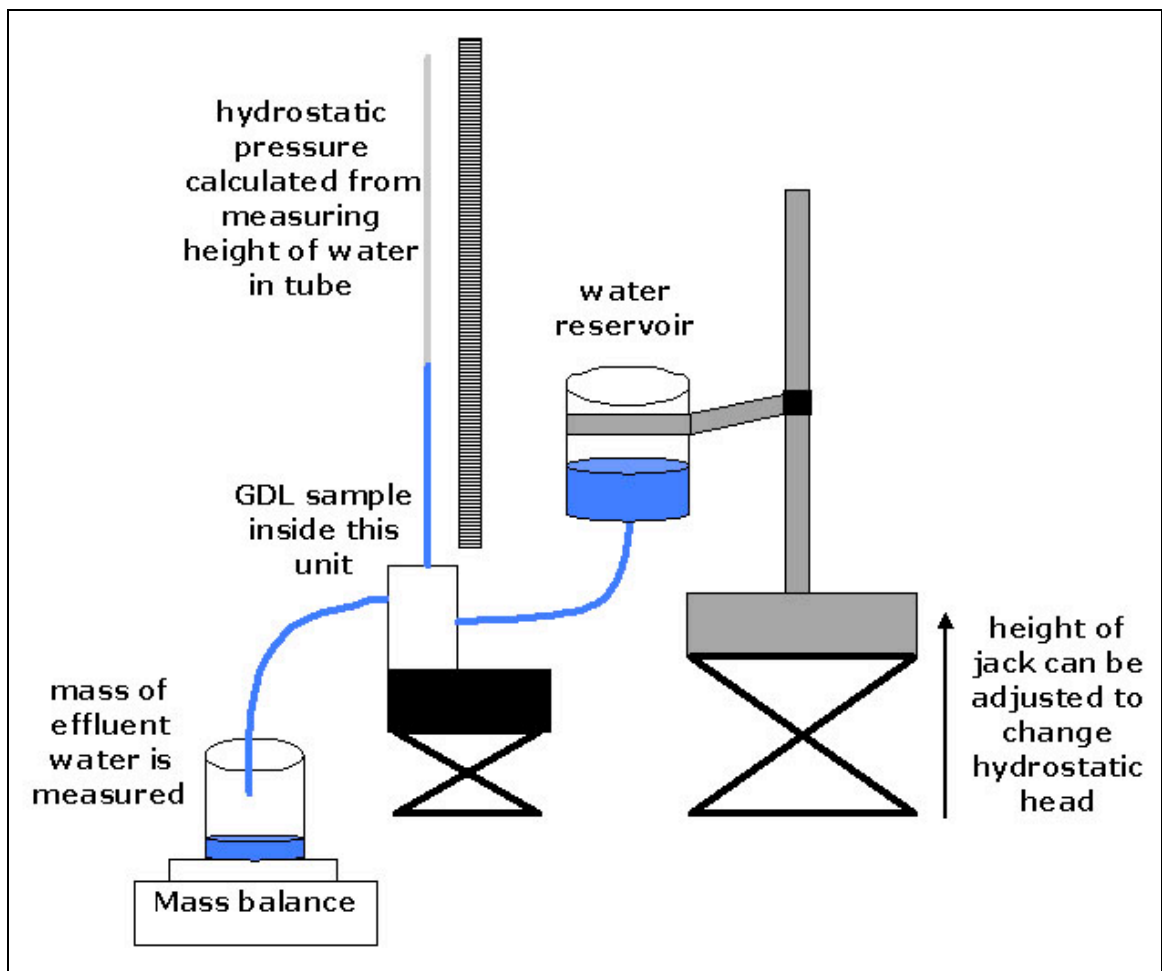 hydrostatic
pressure
calculated from
measuring
height of water
in tube
water
reservoir
GDL sample
inside this
unit
mass of
effluent
water is
measured
height of
jack can be
adjusted to
change
hydrostatic
head
Mass balance